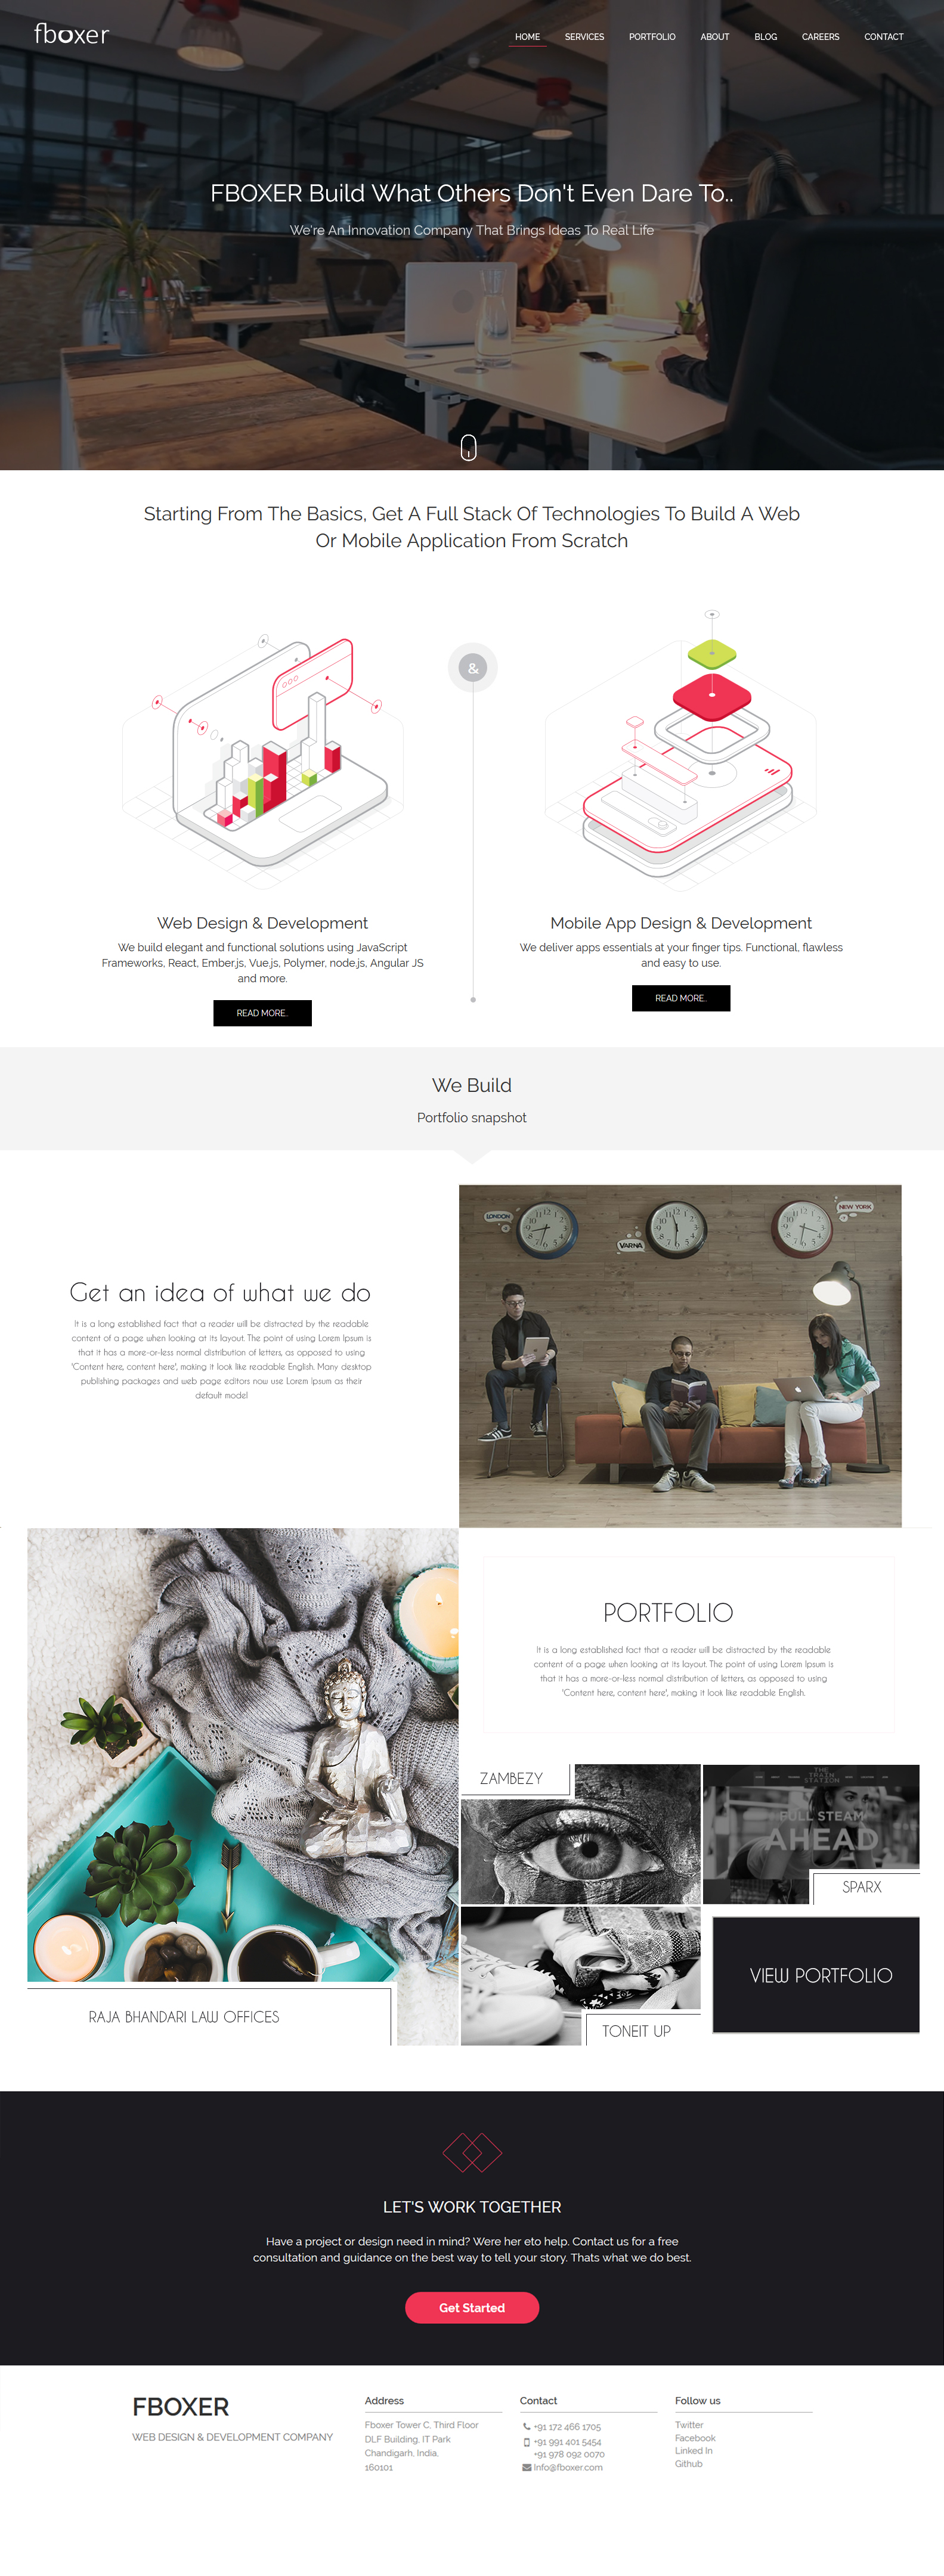 fboxer
HOME SERVICES PORTFOLIO ABOUT BLOG CAREERS CONTACT
FBOXER Build What Others Don't Even Dare To..
We're An Innovation Company That Brings Ideas To Real Life
Starting From The Basics, Get A Full Stack Of Technologies To Build A Web
Or Mobile Application From Scratch
&
Web Design & Development
We build elegant and functional solutions using JavaScript
Frameworks, React, Ember.js, Vue.js, Polymer, node.js, Angular JS
and more.
READ MORE..
Mobile App Design & Development
We deliver apps essentials at your finger tips. Functional, flawless
and easy to use.
READ MORE..
We Build
Portfolio snapshot
LONDON
VARNA
NEW YORK
Get an idea of what we do
It is a long established fact that a reader will be distracted by the readable
content of a page when looking at its layout. The point of using Lorem Ipsum is
that it has a more-or-less normal distribution of letters, as opposed to using
'Content here, content here', making it look like readable English. Many desktop
publishing packages and web page editors now use Lorem Ipsum as their
default model
PORTFOLIO
It is a long established fact that a reader will be distracted by the readable
content of a page when looking at its layout. The point of using Lorem Ipsum is
that it has a more-or-less normal distribution of letters, as opposed to using
'Content here, content here', making it look like readable English.
ZAMBEZY
THE
TRAIN
STATION
FULL STEAM
AHEAD
SPARX
RAJA BHANDARI LAW OFFICES
TONEIT UP
VIEW PORTFOLIO
LET'S WORK TOGETHER
Have a project or design need in mind? Were her eto help. Contact us for a free
consultation and guidance on the best way to tell your story. Thats what we do best.
Get Started
FBOXER
WEB DESIGN & DEVELOPMENT COMPANY
Address
Fboxer Tower C, Third Floor
DLF Building, IT Park
Chandigarh, India,
160101
Contact
+91 172 466 1705
+91 991 401 5454
+91 978 092 0070
Info@fboxer.com
Follow us
Twitter
Facebook
Linked In
Github